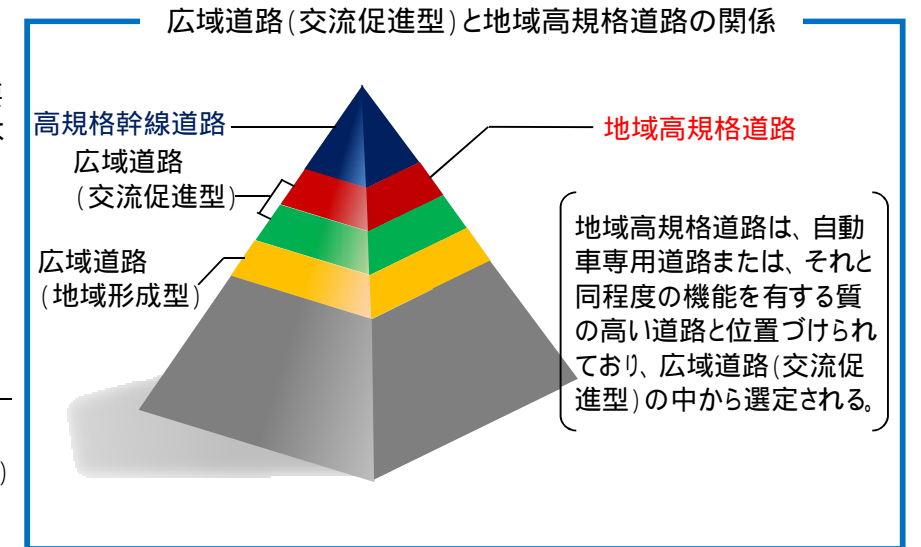 広域道路(交流促進型)と地域高規格道路の関係
高規格幹線道路
広域道路
(交流促進型)
広域道路
(地域形成型)
地域高規格道路
地域高規格道路は、自動
車専用道路または、それと
同程度の機能を有する質
の高い道路と位置づけられ
ており、広域道路(交流促
進型)の中から選定される。
)